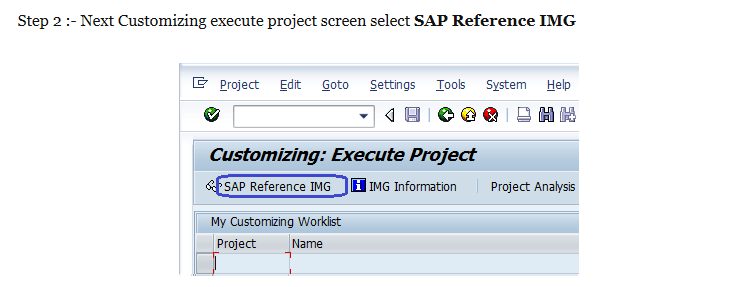 Step 2 :- Next Customizing execute project screen select SAP Reference IMG
Project Edit Goto Settings Tools System Help
Customizing: Execute Project
SAP Reference IMG IMG Information Project Analysis
My Customizing Worklist
Project Name